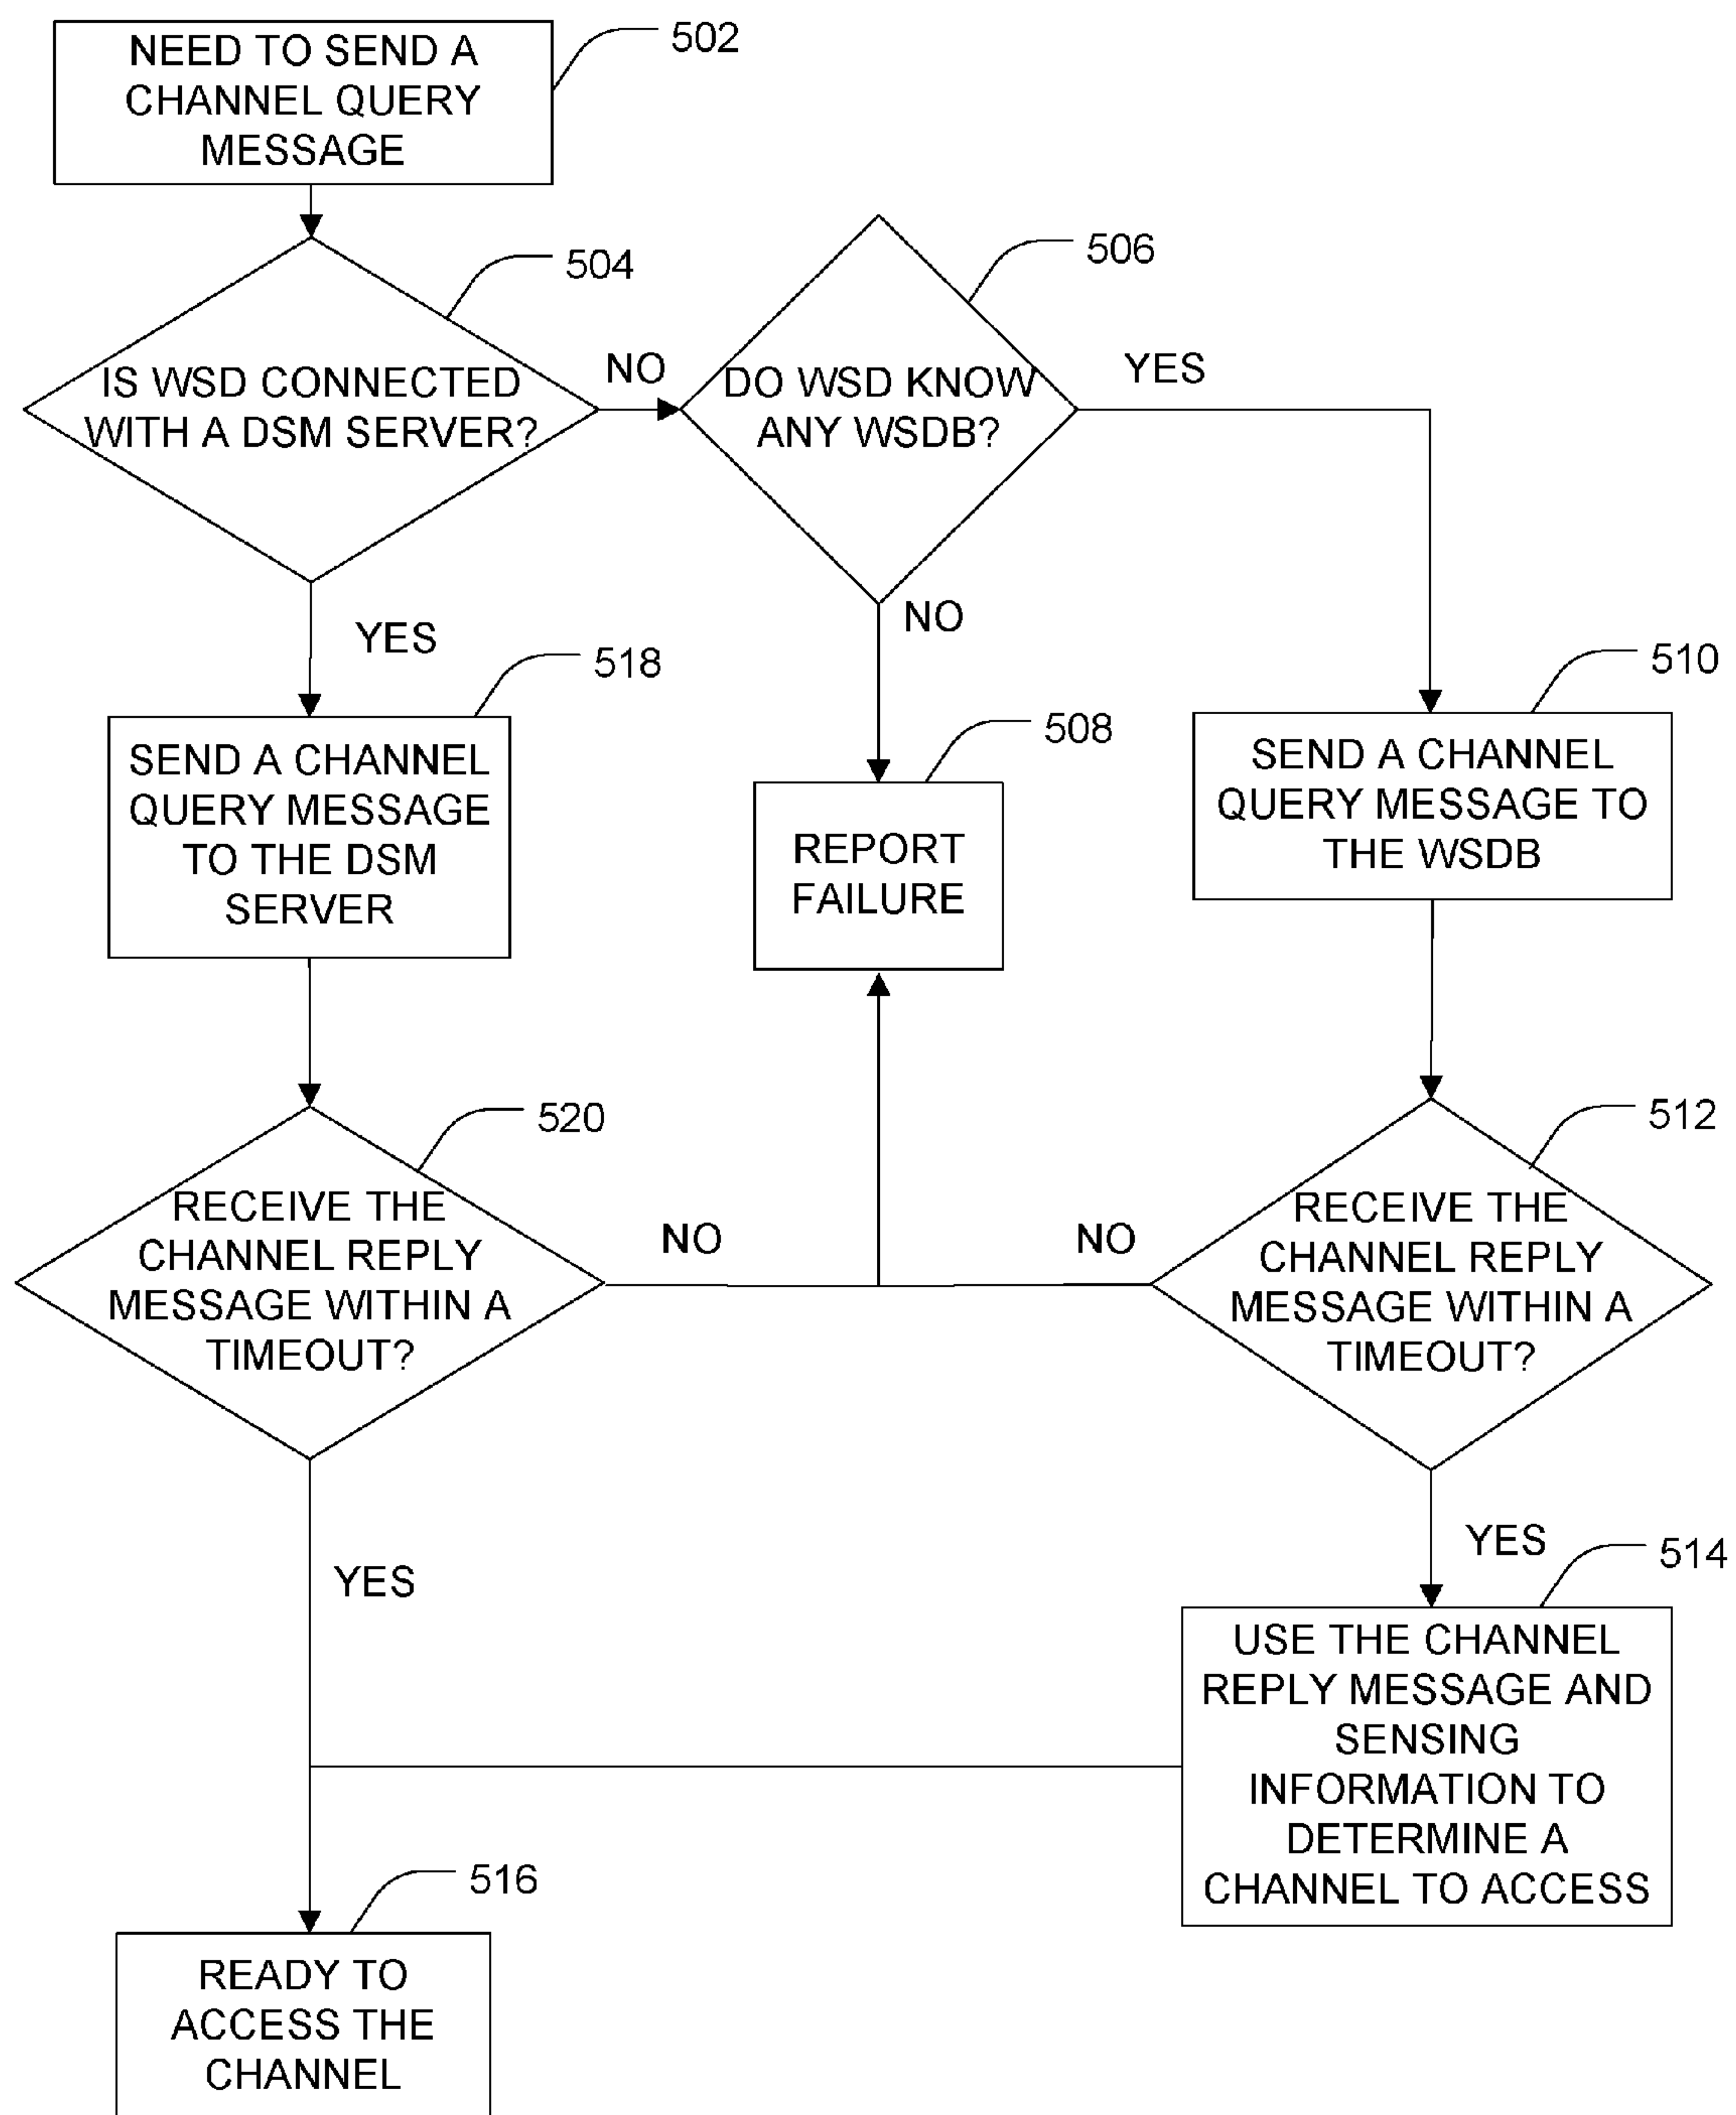 NEED TO SEND A
CHANNEL QUERY
MESSAGE
502
IS WSD CONNECTED
WITH A DSM SERVER?
504
NO
DO WSD KNOW
ANY WSDB?
506
YES
YES
NO
SEND A CHANNEL
QUERY MESSAGE
TO THE DSM
SERVER
518
REPORT
FAILURE
508
SEND A CHANNEL
QUERY MESSAGE TO
THE WSDB
510
RECEIVE THE
CHANNEL REPLY
MESSAGE WITHIN A
TIMEOUT?
520
NO
NO
RECEIVE THE
CHANNEL REPLY
MESSAGE WITHIN A
TIMEOUT?
512
YES
YES
USE THE CHANNEL
REPLY MESSAGE AND
SENSING
INFORMATION TO
DETERMINE A
CHANNEL TO ACCESS
514
READY TO
ACCESS THE
CHANNEL
516